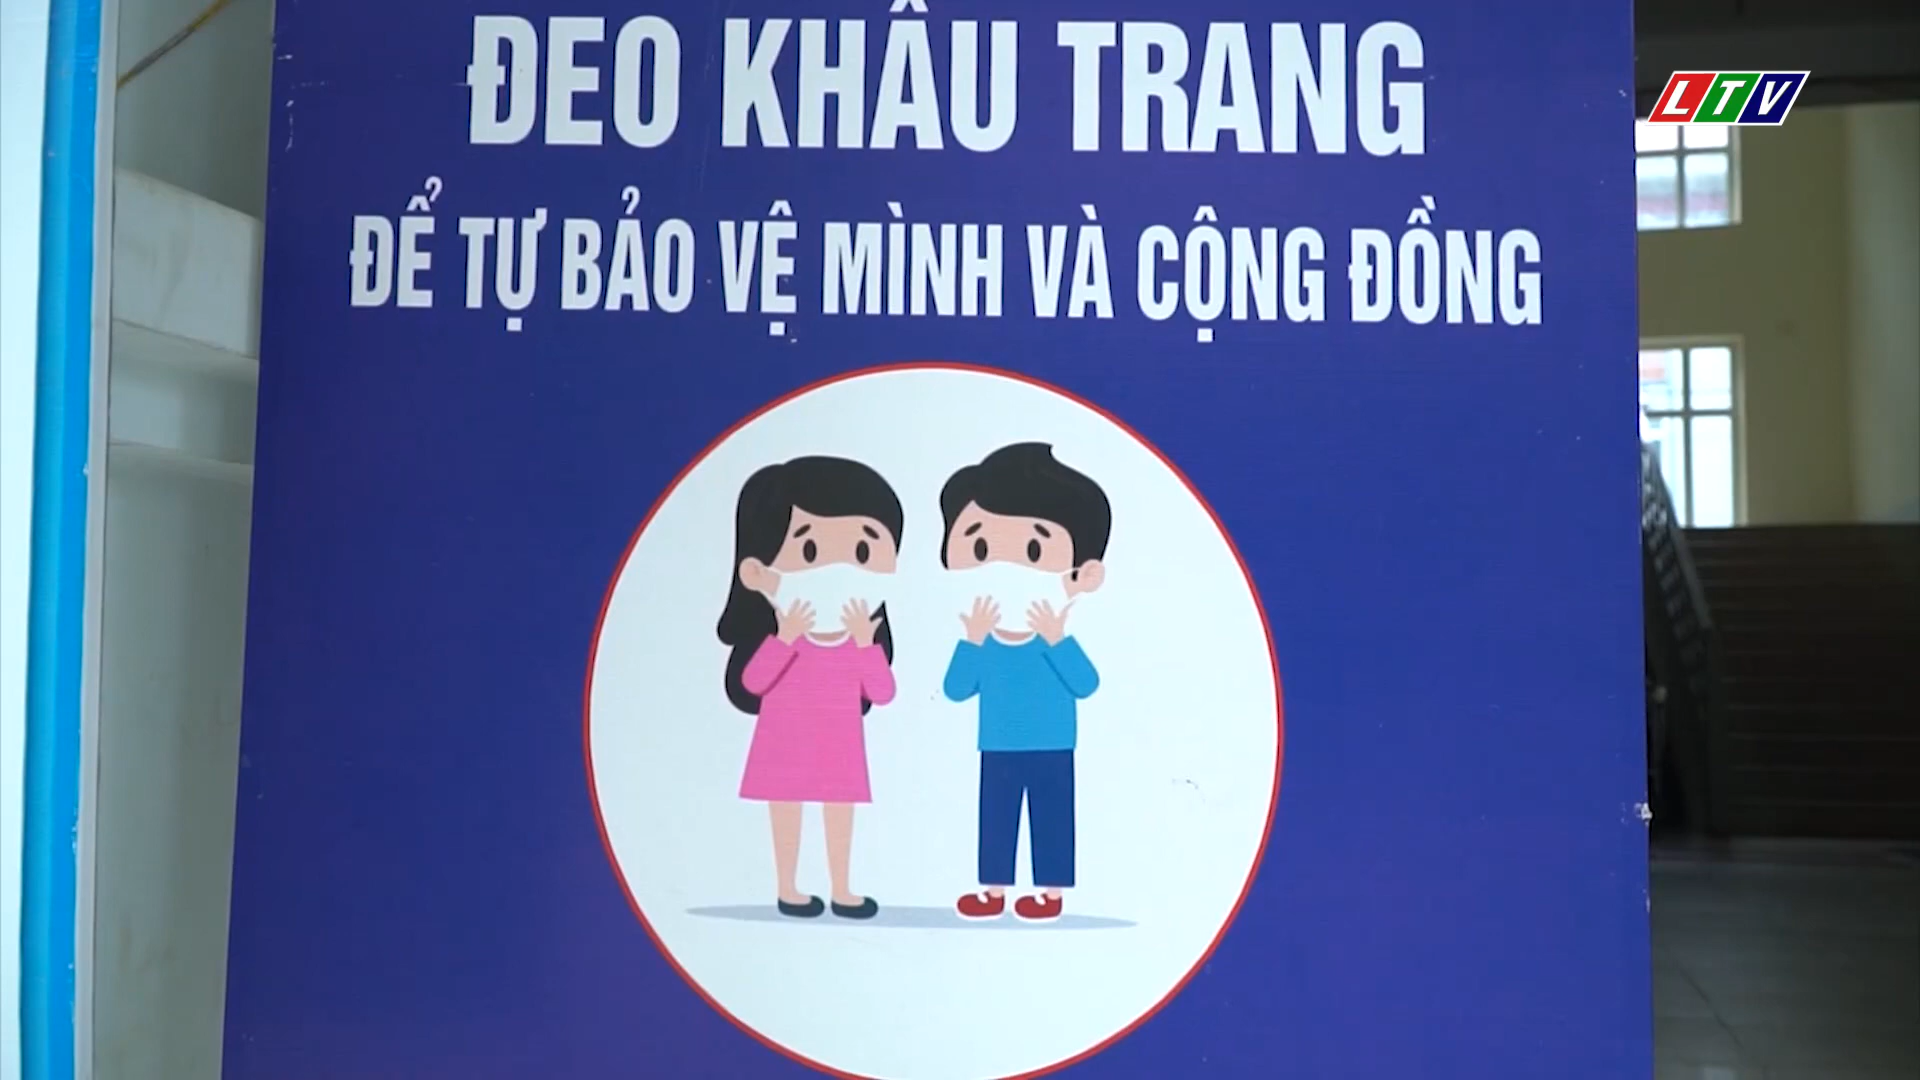 ĐEO KHẨU TRANG
LTV
ĐỂ TỰ BẢO VỆ MÌNH VÀ CỘNG ĐỒNG